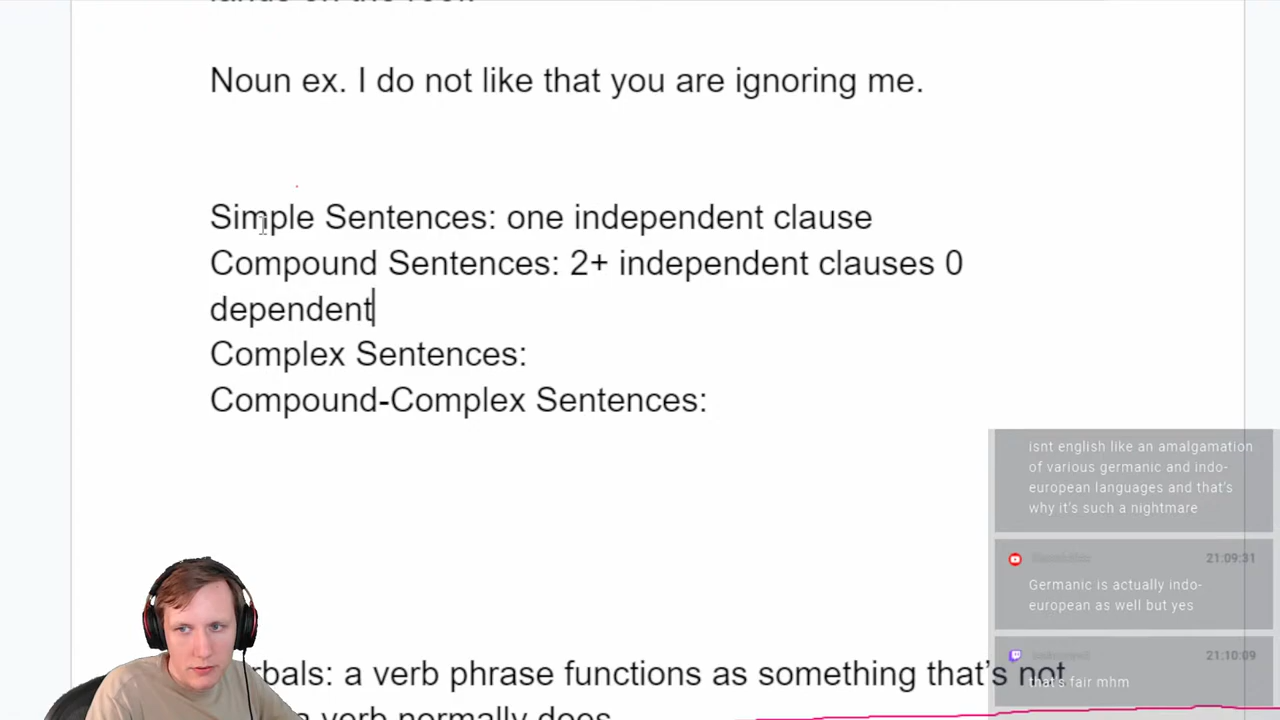 Noun ex. I do not like that you are ignoring me.
Simple Sentences: one independent clause
Compound Sentences: 2+ independent clauses 0
dependent
Complex Sentences:
Compound-Complex Sentences:
isnt english like an amalgamation
of various germanic and indo-
european languages and that's
why it's such a nightmare
21:09:31
Germanic is actually indo-
european as well but yes
21:10:09
that's fair mhm
rbals: a verb phrase functions as something that's not
a verb normally does